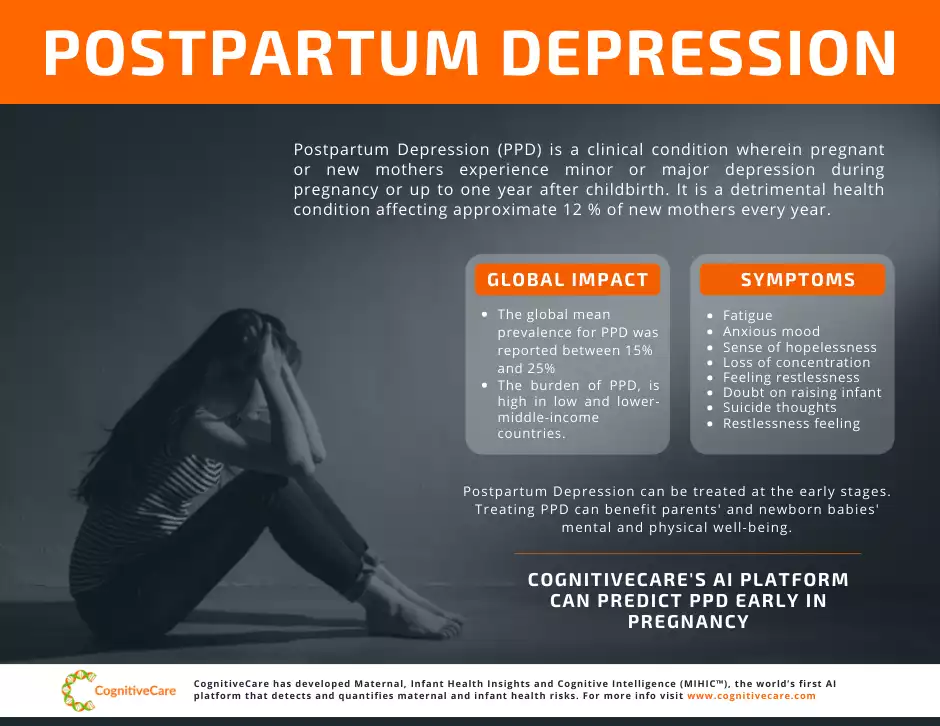 POSTPARTUM DEPRESSION
Postpartum Depression (PPD) is a clinical condition wherein pregnant
or new mothers experience minor or major depression during
pregnancy or up to one year after childbirth. It is a detrimental health
condition affecting approximate 12 % of new mothers every year.
GLOBAL IMPACT
• The global mean
prevalence for PPD was
reported between 15%
and 25%
• The burden of PPD, is
high in low and lower-
middle-income
countries.
SYMPTOMS
• Fatigue
• Anxious mood
• Sense of hopelessness
• Loss of concentration
• Feeling restlessness
• Doubt on raising infant
• Suicide thoughts
• Restlessness feeling
Postpartum Depression can be treated at the early stages.
Treating PPD can benefit parents' and newborn babies'
mental and physical well-being.
COGNITIVECARE'S AI PLATFORM
CAN PREDICT PPD EARLY IN
PREGNANCY
CognitiveCare
CognitiveCare has developed Maternal, Infant Health Insights and Cognitive Intelligence (MIHIC™), the world's first AI
platform that detects and quantifies maternal and infant health risks. For more info visit www.cognitivecare.com